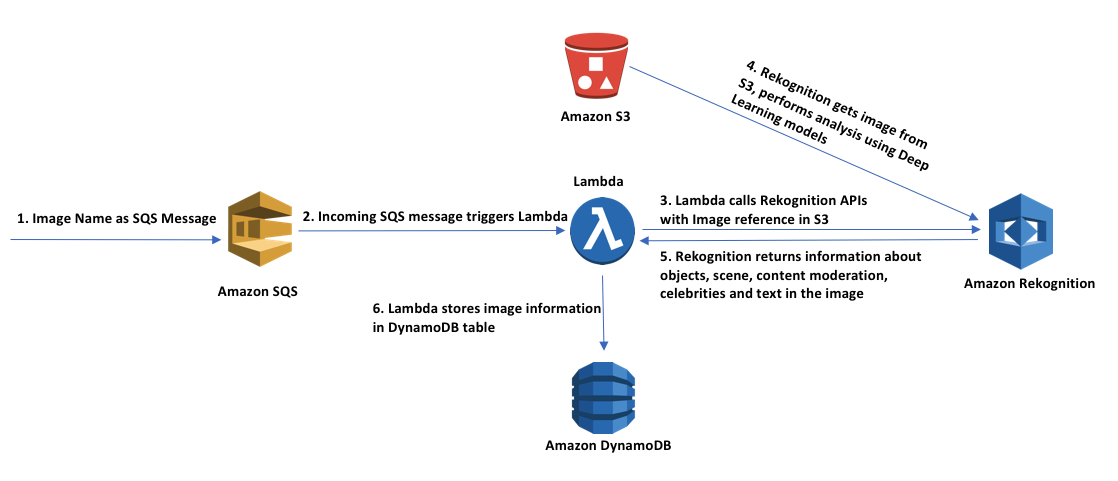 Amazon S3
4. Rekognition gets image from
S3, performs analysis using Deep
Learning models
Lambda
1. Image Name as SQS Message
2. Incoming SQS message triggers Lambda
3. Lambda calls Rekognition APIs
with Image reference in S3
5. Rekognition returns information about
objects, scene, content moderation,
celebrities and text in the image
Amazon SQS
Amazon Rekognition
6. Lambda stores image information
in DynamoDB table
Amazon DynamoDB